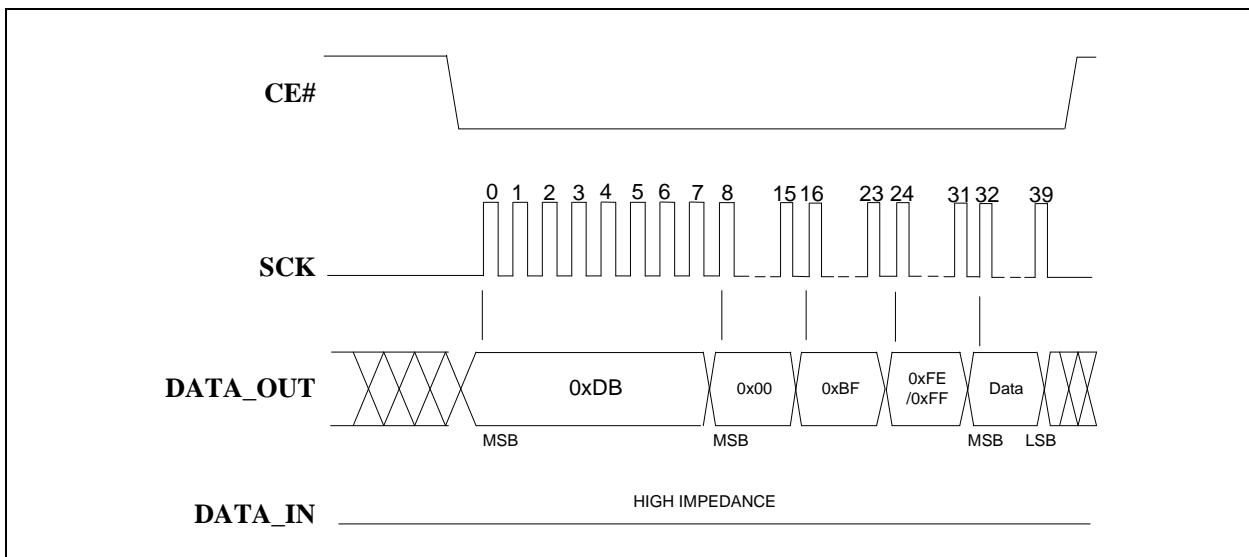 CE#
0 1 2 3 4 5 6 7 8 15 16 23 24 31 32 39
SCK
DATA_OUT
0xDB
0x00
0xBF
0xFE
/0xFF
Data
MSB
MSB
MSB
LSB
HIGH IMPEDANCE
DATA_IN